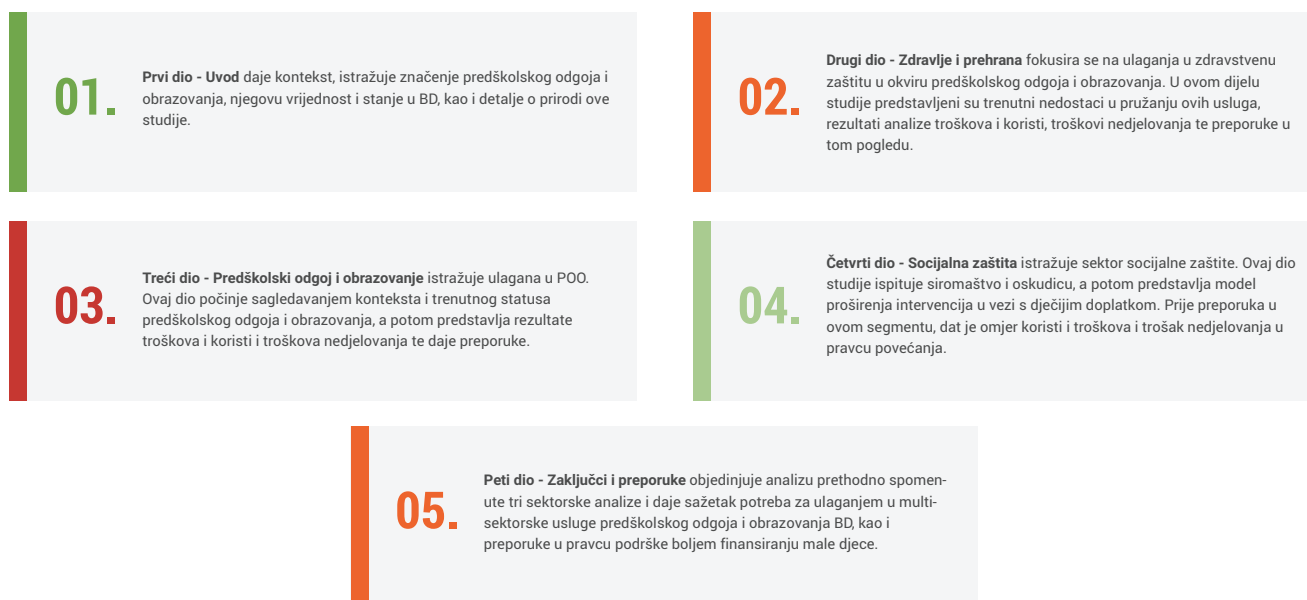 01.
Prvi dio - Uvod daje kontekst, istražuje značenje predškolskog odgoja i
obrazovanja, njegovu vrijednost i stanje u BD, kao i detalje o prirodi ove
studije.
02.
Drugi dio - Zdravlje i prehrana fokusira se na ulaganja u zdravstvenu
zaštitu u okviru predškolskog odgoja i obrazovanja. U ovom dijelu
studije predstavljeni su trenutni nedostaci u pružanju ovih usluga,
rezultati analize troškova i koristi, troškovi nedjelovanja te preporuke u
tom pogledu.
03.
Treći dio - Predškolski odgoj i obrazovanje istražuje ulagana u POO.
Ovaj dio počinje sagledavanjem konteksta i trenutnog statusa
predškolskog odgoja i obrazovanja, a potom predstavlja rezultate
troškova i koristi i troškova nedjelovanja te daje preporuke.
04.
Četvrti dio - Socijalna zaštita istražuje sektor socijalne zaštite. Ovaj dio
studije ispituje siromaštvo i oskudicu, a potom predstavlja model
proširenja intervencija u vezi s dječijim doplatkom. Prije preporuka u
ovom segmentu, dat je omjer koristi i troškova i trošak nedjelovanja u
pravcu povećanja.
05.
Peti dio - Zaključci i preporuke objedinjuje analizu prethodno spomen-
ute tri sektorske analize i daje sažetak potreba za ulaganjem u multi-
sektorske usluge predškolskog odgoja i obrazovanja BD, kao i
preporuke u pravcu podrške boljem finansiranju male djece.